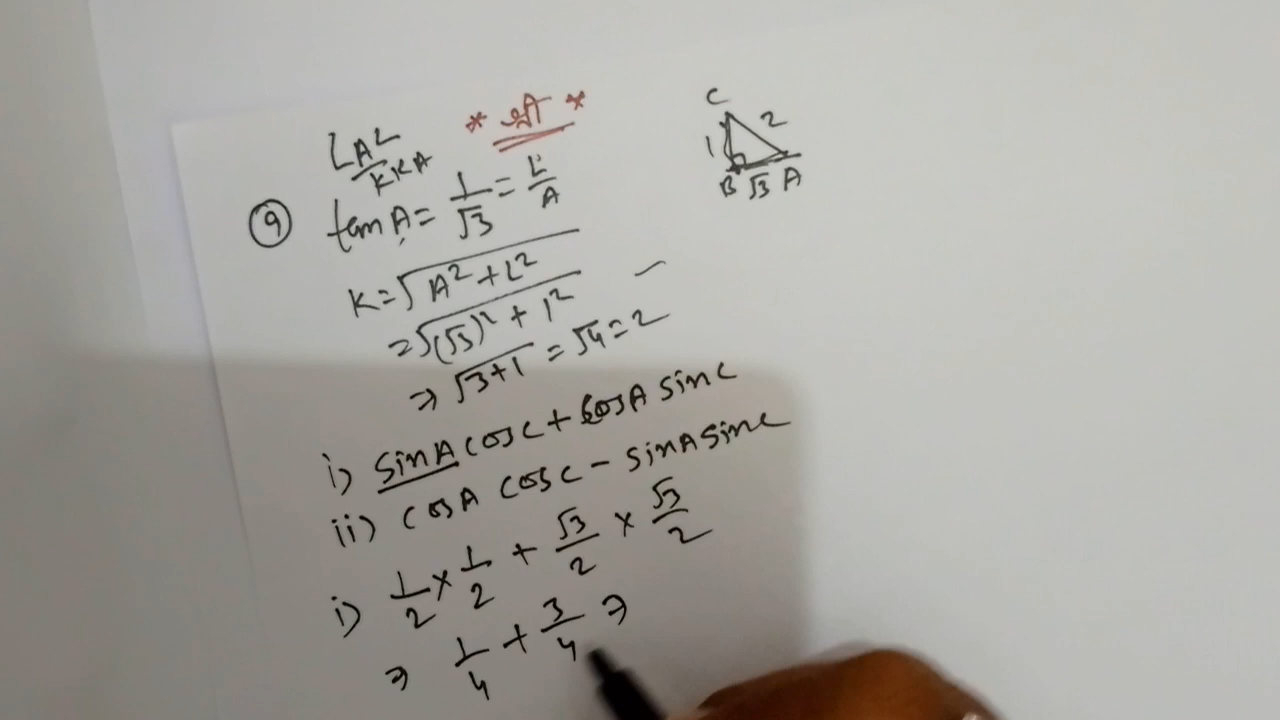 * श्री *
LAL
KKA
C
1 2
B √3 A
⑨ tanA = 1/√3 = L/A
K = √A² + L²
= √(√3)² + 1²
⇒ √3+1 = √4 = 2
i) sinA cosC + cosA sinC
ii) cosA cosC - sinA sinC
i) 1/2 × 1/2 + √3/2 × √3/2
⇒ 1/4 + 3/4 ⇒